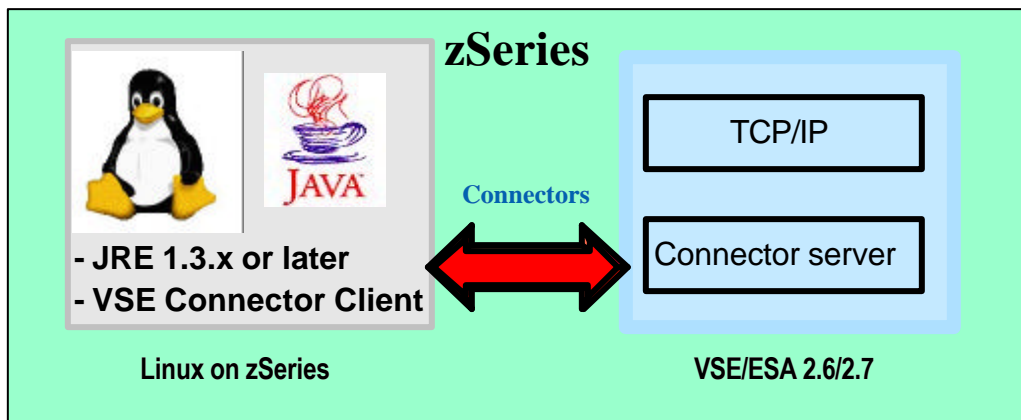 zSeries
JAVA™
- JRE 1.3.x or later
- VSE Connector Client
Linux on zSeries
Connectors
TCP/IP
Connector server
VSE/ESA 2.6/2.7